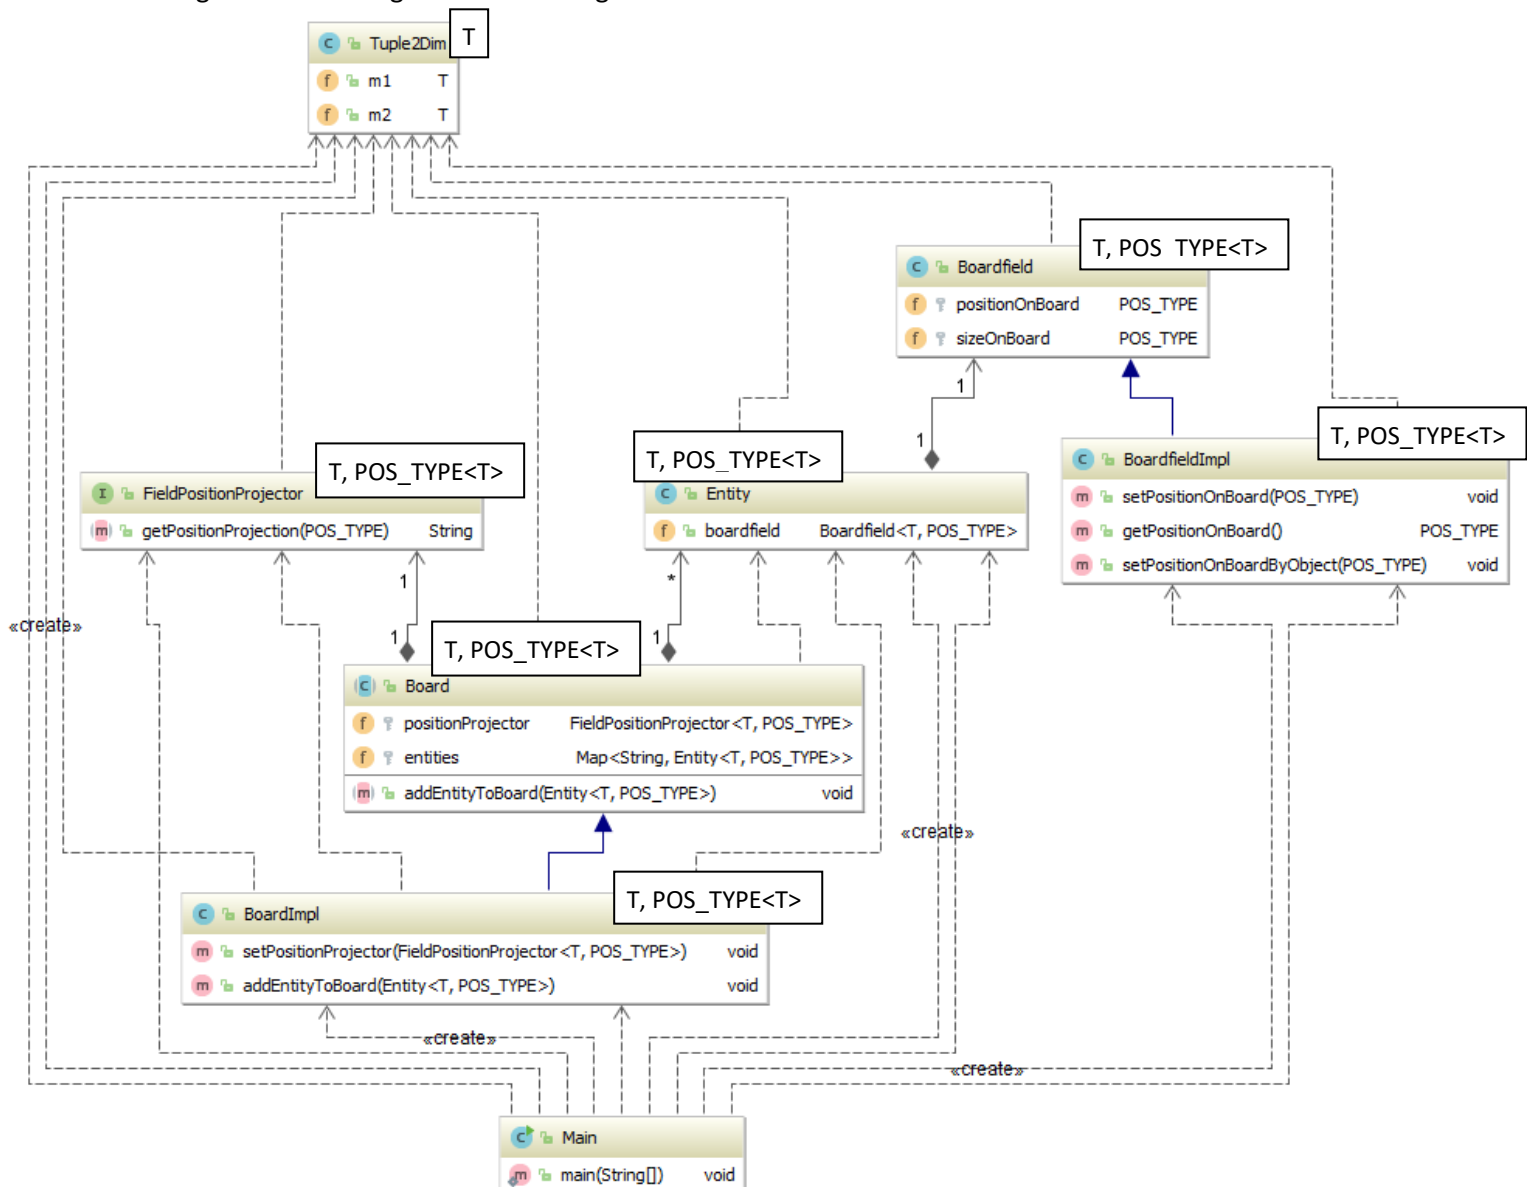 Tuple2Dim
T
m1 T
m2 T
T, POS_TYPE<T>
Boardfield
positionOnBoard POS_TYPE
sizeOnBoard POS_TYPE
1
1
T, POS_TYPE<T>
BoardfieldImpl
setPositionOnBoard(POS_TYPE) void
getPositionOnBoard() POS_TYPE
setPositionOnBoardByObject(POS_TYPE) void
T, POS_TYPE<T>
FieldPositionProjector
getPositionProjection(POS_TYPE) String
T, POS_TYPE<T>
Entity
boardfield Boardfield<T, POS_TYPE>
1
*
«create»
1
1
T, POS_TYPE<T>
Board
positionProjector FieldPositionProjector<T, POS_TYPE>
entities Map<String, Entity<T, POS_TYPE>>
addEntityToBoard(Entity<T, POS_TYPE>) void
«create»
T, POS_TYPE<T>
BoardImpl
setPositionProjector(FieldPositionProjector<T, POS_TYPE>) void
addEntityToBoard(Entity<T, POS_TYPE>) void
«create»
«create»
Main
main(String[]) void